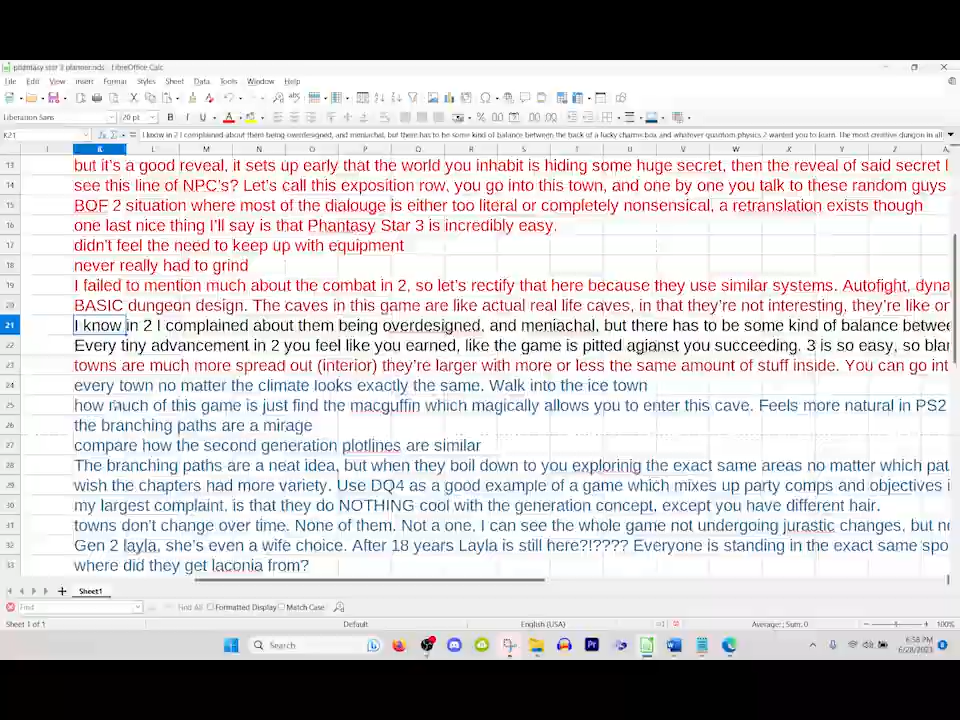 phantasy star 3 planner.ods - LibreOffice Calc
File Edit View Insert Format Styles Sheet Data Tools Window Help
Liberation Sans 20 pt
K21 I know in 2 I complained about them being overdesigned, and meniachal, but there has to be some kind of balance between the back of a lucky charms box and whatever quantum physics 2 wanted you to learn. The most creative dungeon in all
K L M N O P Q R S T U V W X Y Z
13 but it's a good reveal, it sets up early that the world you inhabit is hiding some huge secret, then the reveal of said secret l
14 see this line of NPC's? Let's call this exposition row, you go into this town, and one by one you talk to these random guys
15 BOF 2 situation where most of the dialouge is either too literal or completely nonsensical, a retranslation exists though
16 one last nice thing I'll say is that Phantasy Star 3 is incredibly easy.
17 didn't feel the need to keep up with equipment
18 never really had to grind
19 I failed to mention much about the combat in 2, so let's rectify that here because they use similar systems. Autofight, dyna
20 BASIC dungeon design. The caves in this game are like actual real life caves, in that they're not interesting, they're like or
21 I know in 2 I complained about them being overdesigned, and meniachal, but there has to be some kind of balance betwee
22 Every tiny advancement in 2 you feel like you earned, like the game is pitted agianst you succeeding. 3 is so easy, so blar
23 towns are much more spread out (interior) they're larger with more or less the same amount of stuff inside. You can go int
24 every town no matter the climate looks exactly the same. Walk into the ice town
25 how much of this game is just find the macguffin which magically allows you to enter this cave. Feels more natural in PS2
26 the branching paths are a mirage
27 compare how the second generation plotlines are similar
28 The branching paths are a neat idea, but when they boil down to you explorinig the exact same areas no matter which pat
29 wish the chapters had more variety. Use DQ4 as a good example of a game which mixes up party comps and objectives i
30 my largest complaint, is that they do NOTHING cool with the generation concept, except you have different hair.
31 towns don't change over time. None of them. Not a one, I can see the whole game not undergoing jurastic changes, but n
32 Gen 2 layla, she's even a wife choice. After 18 years Layla is still here?!???? Everyone is standing in the exact same spo
33 where did they get laconia from?
Sheet1
Find Find All Formatted Display Match Case
Sheet 1 of 1 Default English (USA) Average: ; Sum: 0 100%
Search 6:58 PM
6/28/2023